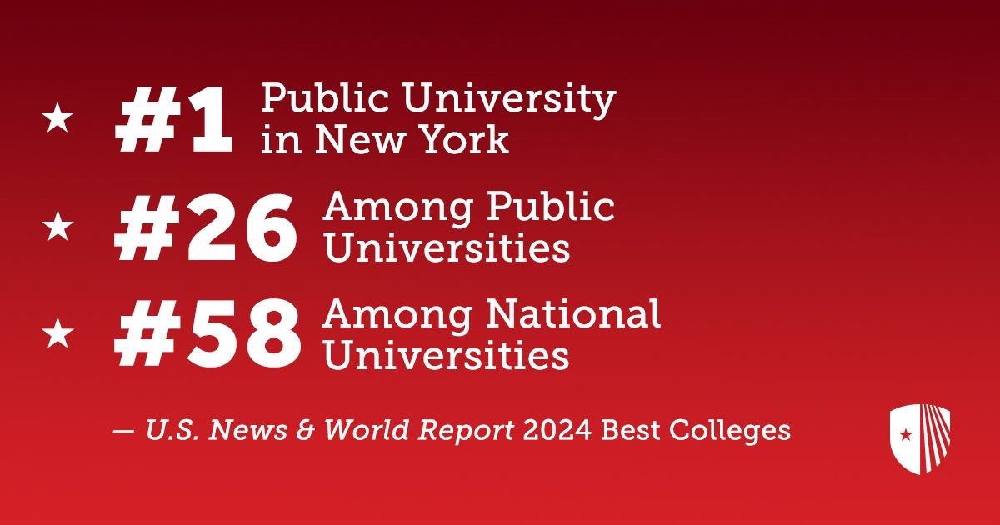 #1 Public University
in New York
#26 Among Public
Universities
#58 Among National
Universities
— U.S. News & World Report 2024 Best Colleges